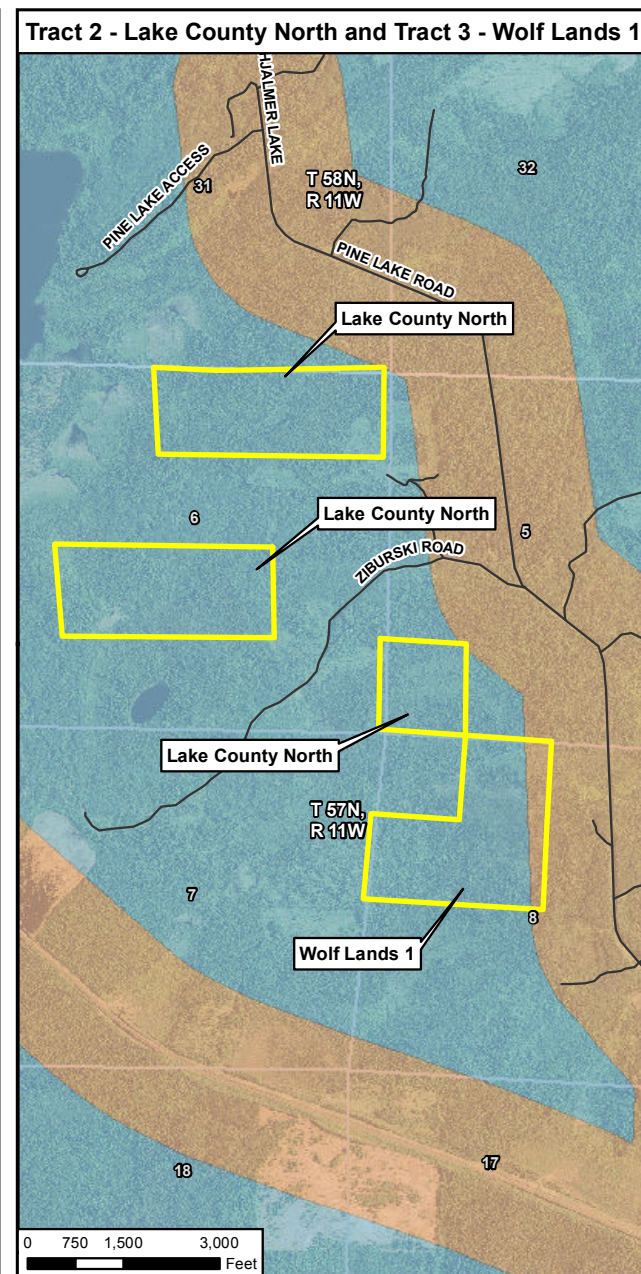 Tract 2 - Lake County North and Tract 3 - Wolf Lands 1
HJALMER LAKE
PINE LAKE ACCESS
31
T 58N,
R 11W
32
PINE LAKE ROAD
Lake County North
Lake County North
6
5
ZIBURSKI ROAD
Lake County North
T 57N,
R 11W
7
8
Wolf Lands 1
17
18
0 750 1,500 3,000
Feet